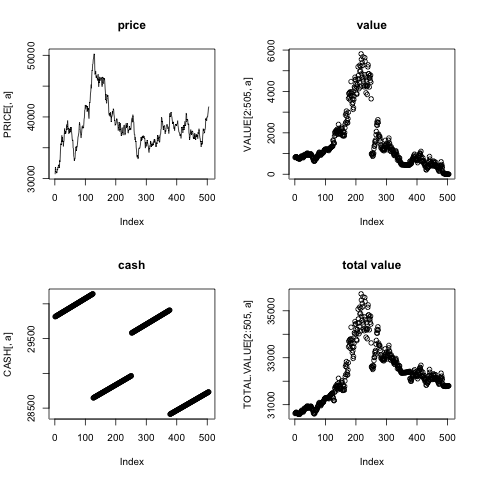 price
PRICE[, a]
50000
40000
30000
0 100 200 300 400 500
Index
value
VALUE[2:505, a]
6000
4000
2000
0
0 100 200 300 400 500
Index
cash
CASH[, a]
29500
28500
0 100 200 300 400 500
Index
total value
TOTAL.VALUE[2:505, a]
35000
33000
31000
0 100 200 300 400 500
Index